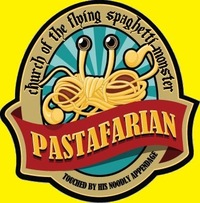 church of the flying spaghetti-monster
PASTAFARIAN
TOUCHED BY HIS NOODLY APPENDAGE